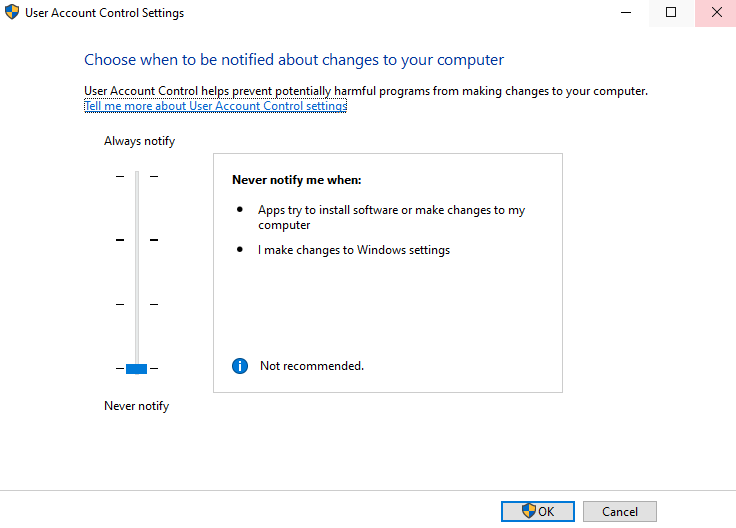 User Account Control Settings
Choose when to be notified about changes to your computer
User Account Control helps prevent potentially harmful programs from making changes to your computer.
Tell me more about User Account Control settings
Always notify
Never notify me when:
Apps try to install software or make changes to my
computer
I make changes to Windows settings
Not recommended.
Never notify
OK
Cancel